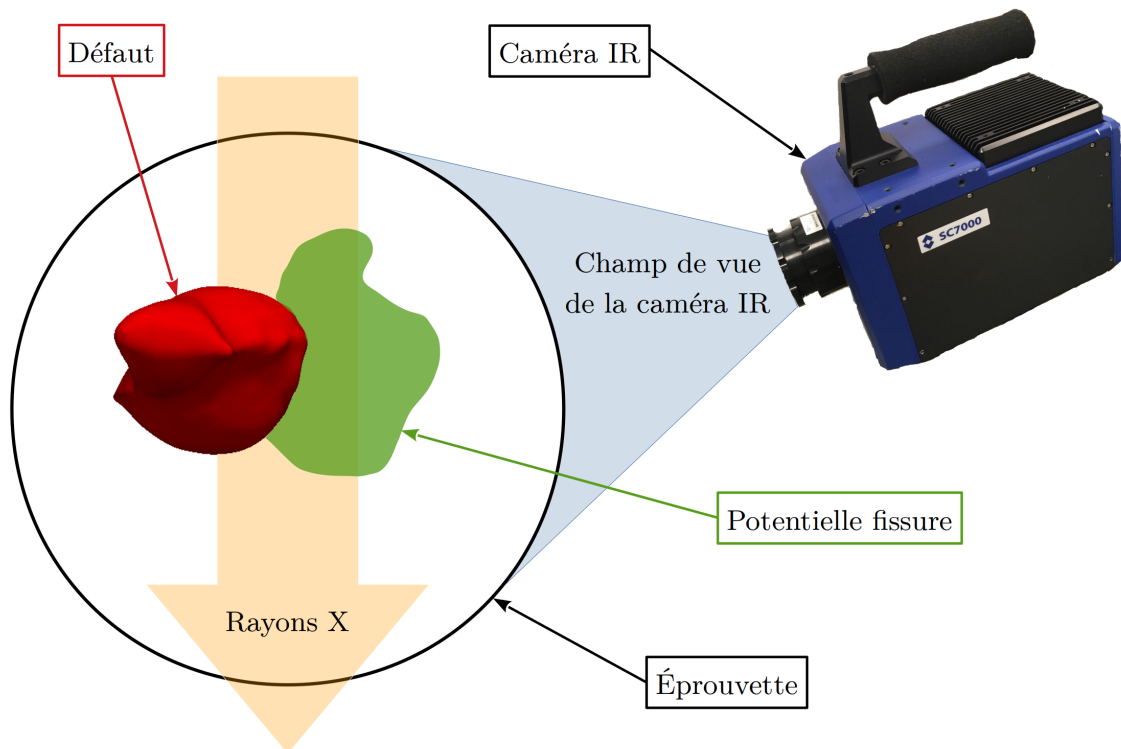 Défaut
Caméra IR
SC7000
Champ de vue
de la caméra IR
Potentielle fissure
Rayons X
Éprouvette